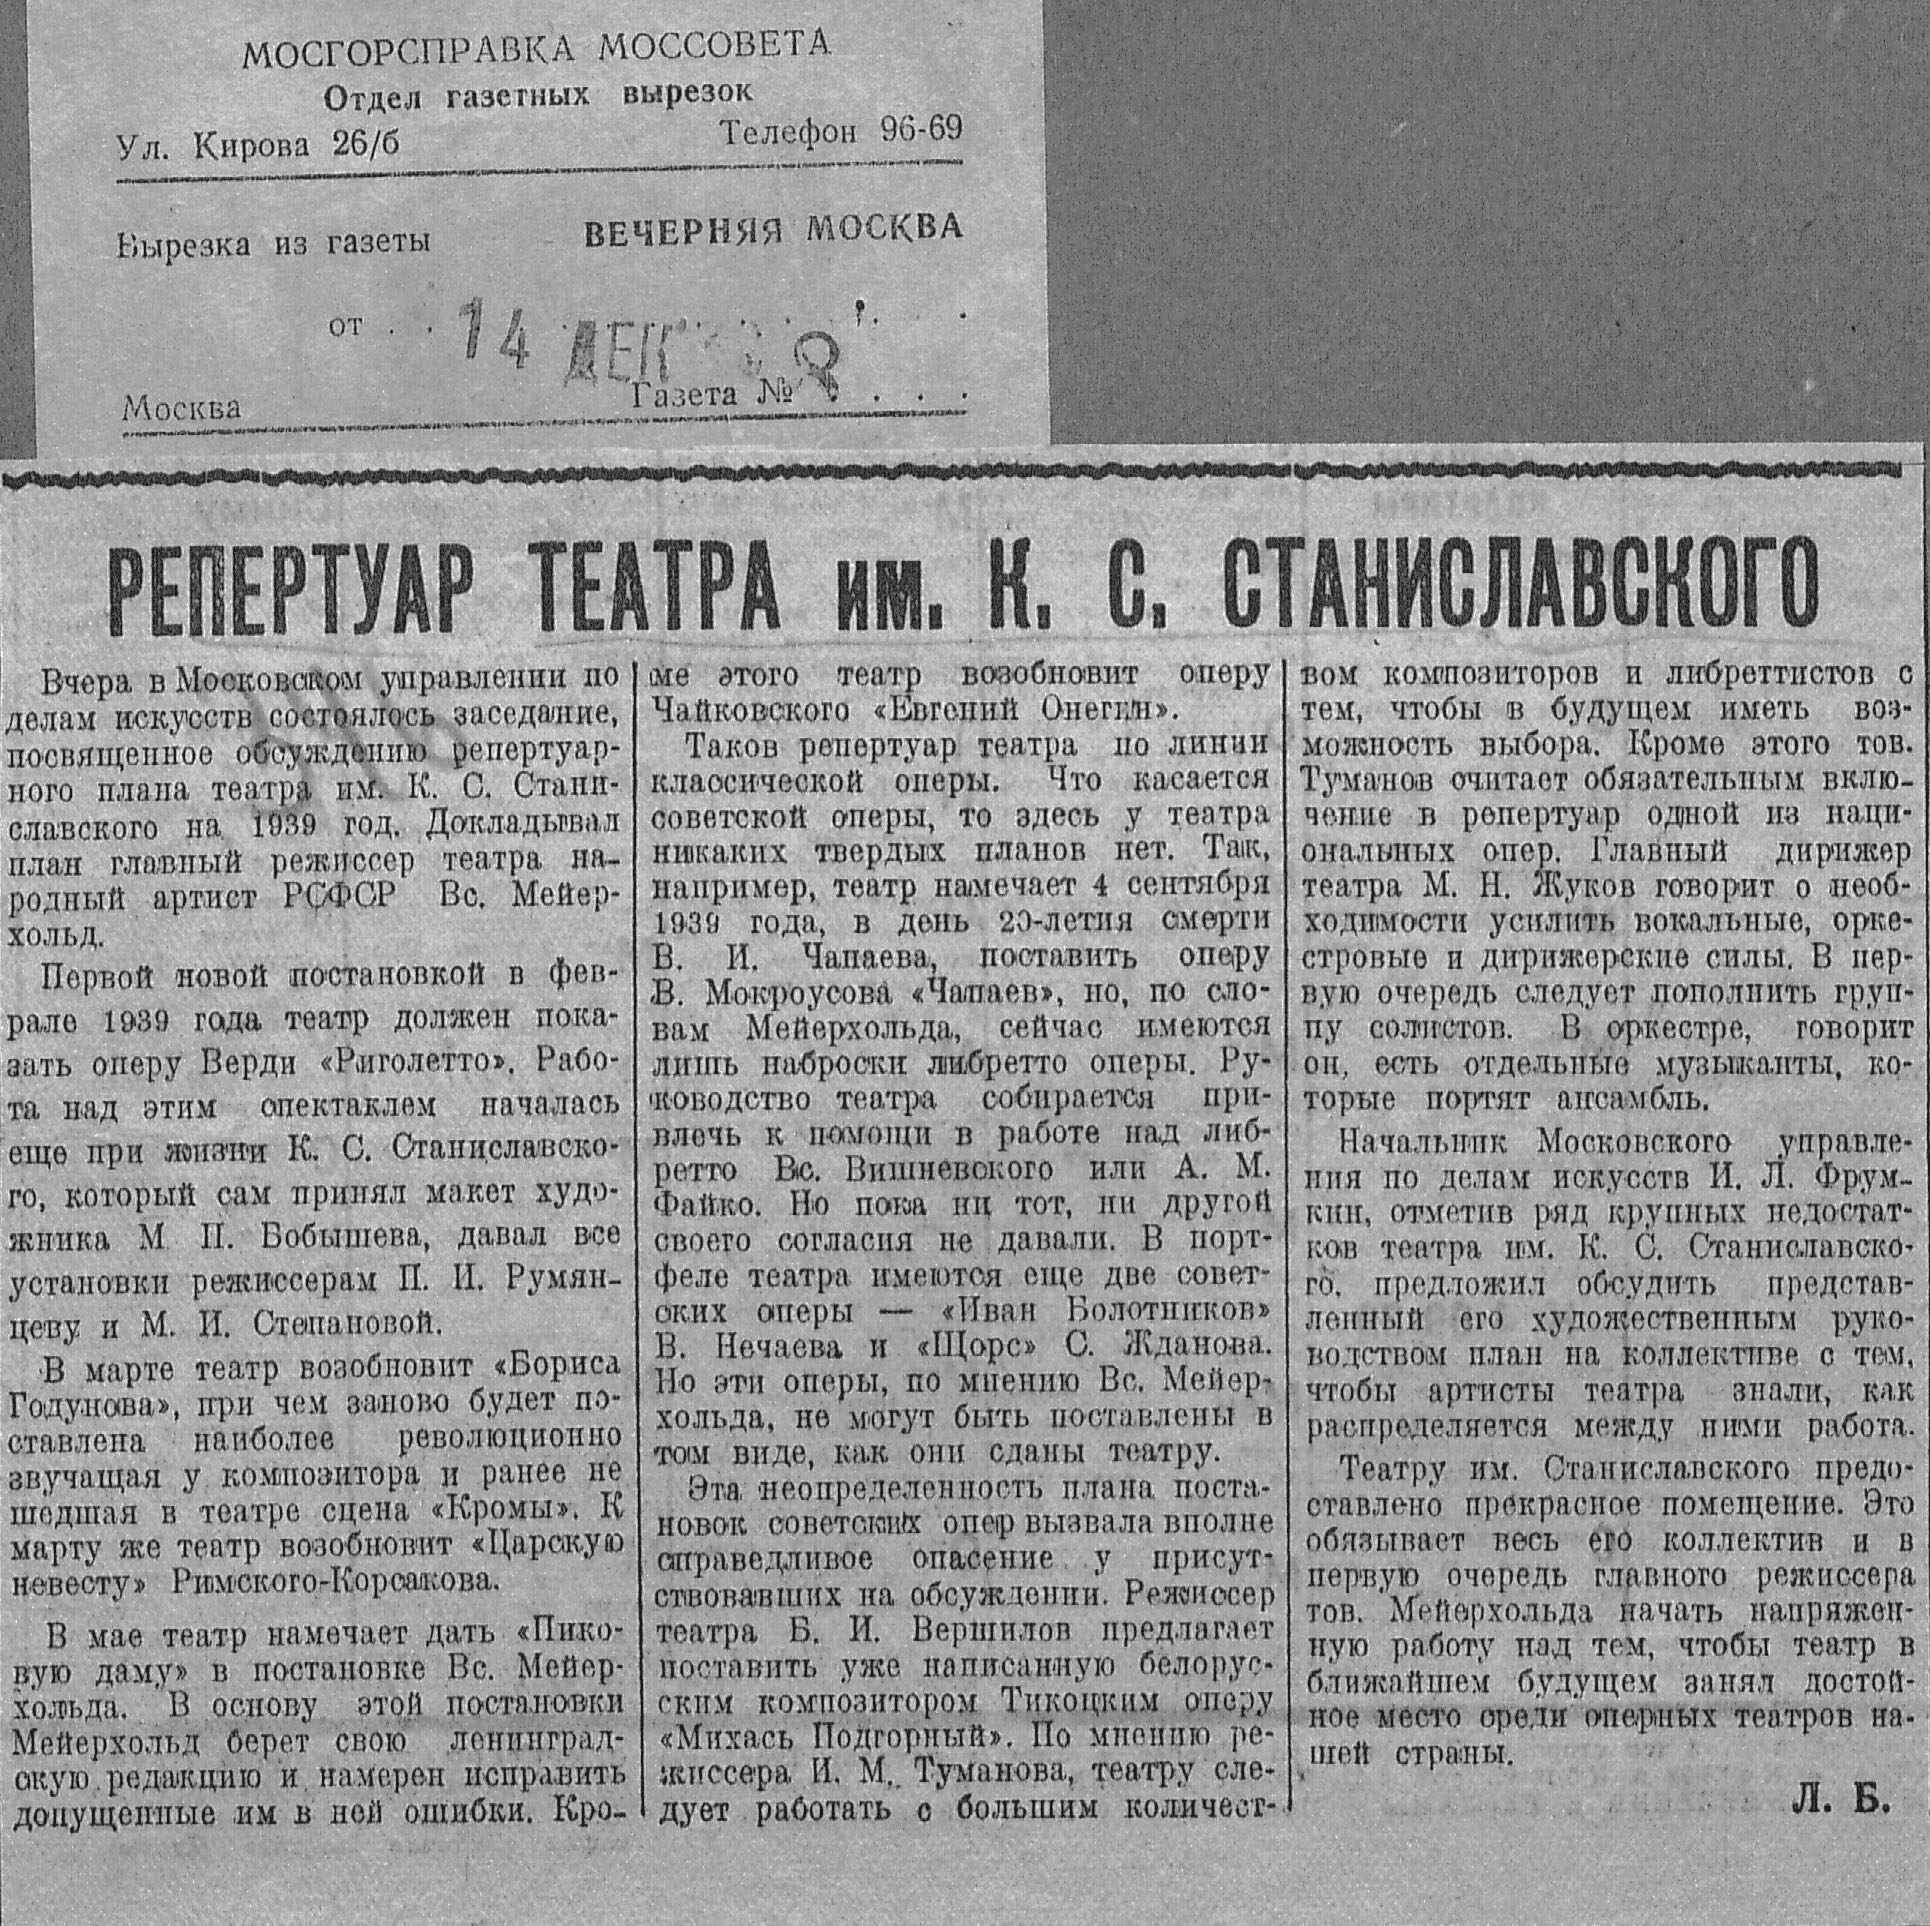 МОСГОРСПРАВКА МОССОВЕТА
Отдел газетных вырезок
Ул. Кирова 26/б Телефон 96-69
Вырезка из газеты ВЕЧЕРНЯЯ МОСКВА
от . . 14 ДЕК 8
Москва Газета № . . .
РЕПЕРТУАР ТЕАТРА им. К. С. СТАНИСЛАВСКОГО
Вчера в Московском управлении по
делам искусств состоялось заседание,
посвященное обсуждению репертуар-
ного плана театра им. К. С. Стани-
славского на 1939 год. Докладывал
план главный режиссер театра на-
родный артист РСФСР Вс. Мейер-
хольд.
Первой новой постановкой в фев-
рале 1939 года театр должен пока-
зать оперу Верди «Риголетто». Рабо-
та над этим спектаклем началась
еще при жизни К. С. Станиславско-
го, который сам принял макет худо-
жника М. П. Бобышева, давал все
установки режиссерам П. И. Румян-
цеву и М. И. Степановой.
В марте театр возобновит «Бориса
Годунова», при чем заново будет по-
ставлена наиболее революционно
звучащая у композитора и ранее не
шедшая в театре сцена «Кромы». К
марту же театр возобновит «Царскую
невесту» Римского-Корсакова.
В мае театр намечает дать «Пико-
вую даму» в постановке Вс. Мейер-
хольда. В основу этой постановки
Мейерхольд берет свою ленинград-
скую редакцию и намерен исправить
допущенные им в ней ошибки. Кро-
ме этого театр возобновит оперу
Чайковского «Евгений Онегин».
Таков репертуар театра по линии
классической оперы. Что касается
советской оперы, то здесь у театра
никаких твердых планов нет. Так,
например, театр намечает 4 сентября
1939 года, в день 20-летия смерти
В. И. Чапаева, поставить оперу
Б. Мокроусова «Чапаев», но, по сло-
вам Мейерхольда, сейчас имеются
лишь наброски либретто оперы. Ру-
ководство театра собирается при-
влечь к помощи в работе над либ-
ретто Вс. Вишневского или А. М.
Файко. Но пока ни тот, ни другой
своего согласия не давали. В порт-
феле театра имеются еще две совет-
ских оперы — «Иван Болотников»
В. Нечаева и «Щорс» С. Жданова.
Но эти оперы, по мнению Вс. Мейер-
хольда, не могут быть поставлены в
том виде, как они сданы театру.
Эта неопределенность плана поста-
новок советских опер вызвала вполне
справедливое опасение у присут-
ствовавших на обсуждении. Режиссер
театра Б. И. Вершилов предлагает
поставить уже написанную белорус-
ским композитором Тикоцким оперу
«Михась Подгорный». По мнению ре-
жиссера И. М. Туманова, театру сле-
дует работать с большим количест-
вом композиторов и либреттистов с
тем, чтобы в будущем иметь воз-
можность выбора. Кроме этого тов.
Туманов считает обязательным вклю-
чение в репертуар одной из наци-
ональных опер. Главный дирижер
театра М. Н. Жуков говорит о необ-
ходимости усилить вокальные, орке-
стровые и дирижерские силы. В пер-
вую очередь следует пополнить груп-
пу солистов. В оркестре, говорит
он, есть отдельные музыканты, ко-
торые портят ансамбль.
Начальник Московского управле-
ния по делам искусств И. Л. Фрум-
кин, отметив ряд крупных недостат-
ков театра им. К. С. Станиславско-
го, предложил обсудить представ-
ленный его художественным руко-
водством план на коллективе с тем,
чтобы артисты театра знали, как
распределяется между ними работа.
Театру им. Станиславского предо-
ставлено прекрасное помещение. Это
обязывает весь его коллектив и в
первую очередь главного режиссера
тов. Мейерхольда начать напряжен-
ную работу над тем, чтобы театр в
ближайшем будущем занял достой-
ное место среди оперных театров на-
шей страны.
Л. Б.